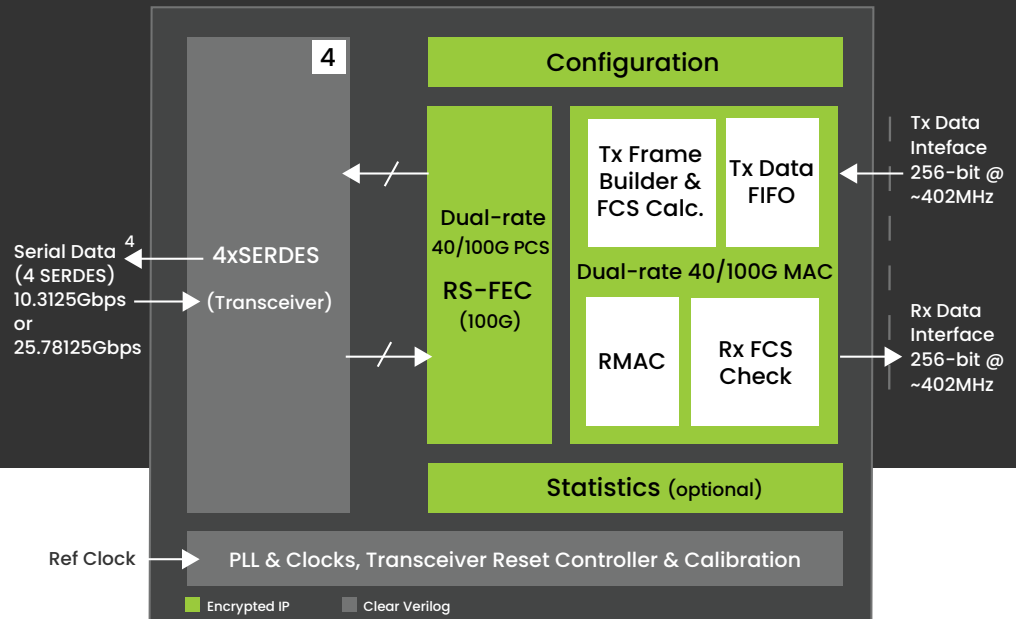 4
Configuration
Tx Frame
Builder &
FCS Calc.
Tx Data
FIFO
Tx Data
Inteface
256-bit @
~402MHz
Dual-rate
40/100G PCS
RS-FEC
(100G)
Dual-rate 40/100G MAC
4
Serial Data
(4 SERDES)
10.3125Gbps
or
25.78125Gbps
4xSERDES
(Transceiver)
RMAC
Rx FCS
Check
Rx Data
Interface
256-bit @
~402MHz
Statistics (optional)
Ref Clock
PLL & Clocks, Transceiver Reset Controller & Calibration
Encrypted IP
Clear Verilog